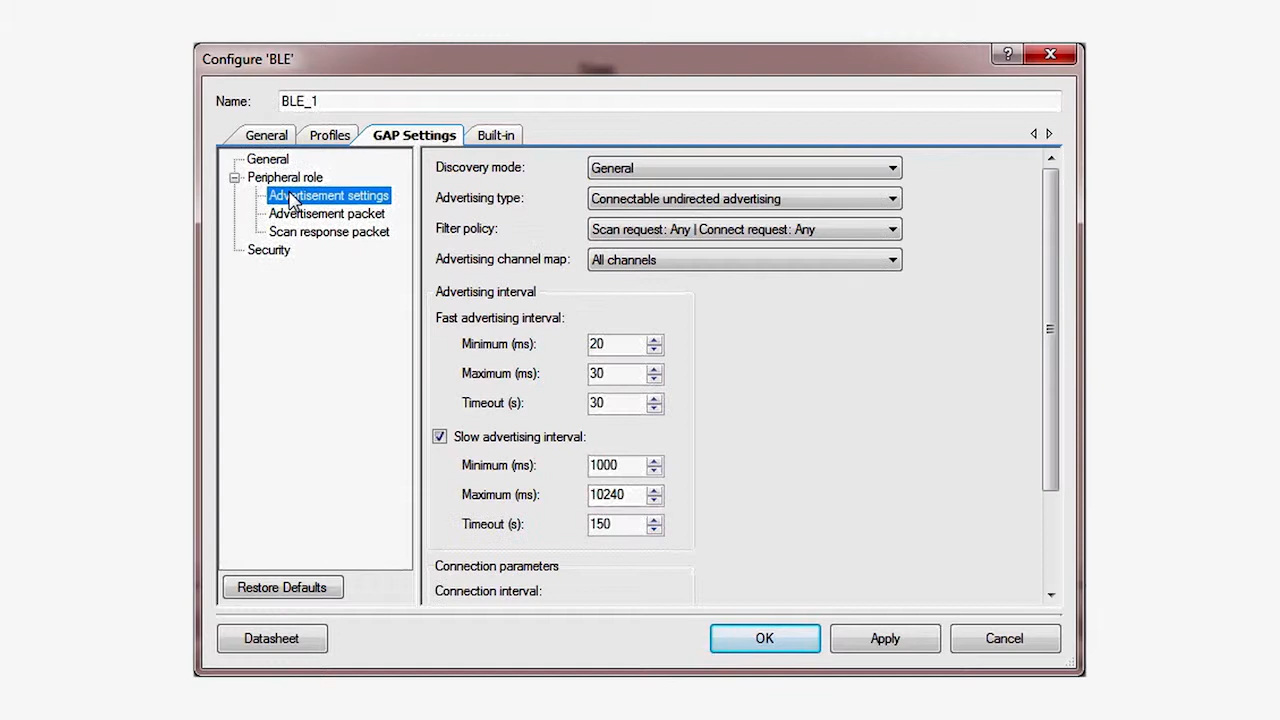 Configure 'BLE'
?
X
Name: BLE_1
General Profiles GAP Settings Built-in
General
Peripheral role
Advertisement settings
Advertisement packet
Scan response packet
Security
Restore Defaults
Discovery mode: General
Advertising type: Connectable undirected advertising
Filter policy: Scan request: Any | Connect request: Any
Advertising channel map: All channels
Advertising interval
Fast advertising interval:
Minimum (ms): 20
Maximum (ms): 30
Timeout (s): 30
Slow advertising interval:
Minimum (ms): 1000
Maximum (ms): 10240
Timeout (s): 150
Connection parameters
Connection interval:
Datasheet OK Apply Cancel